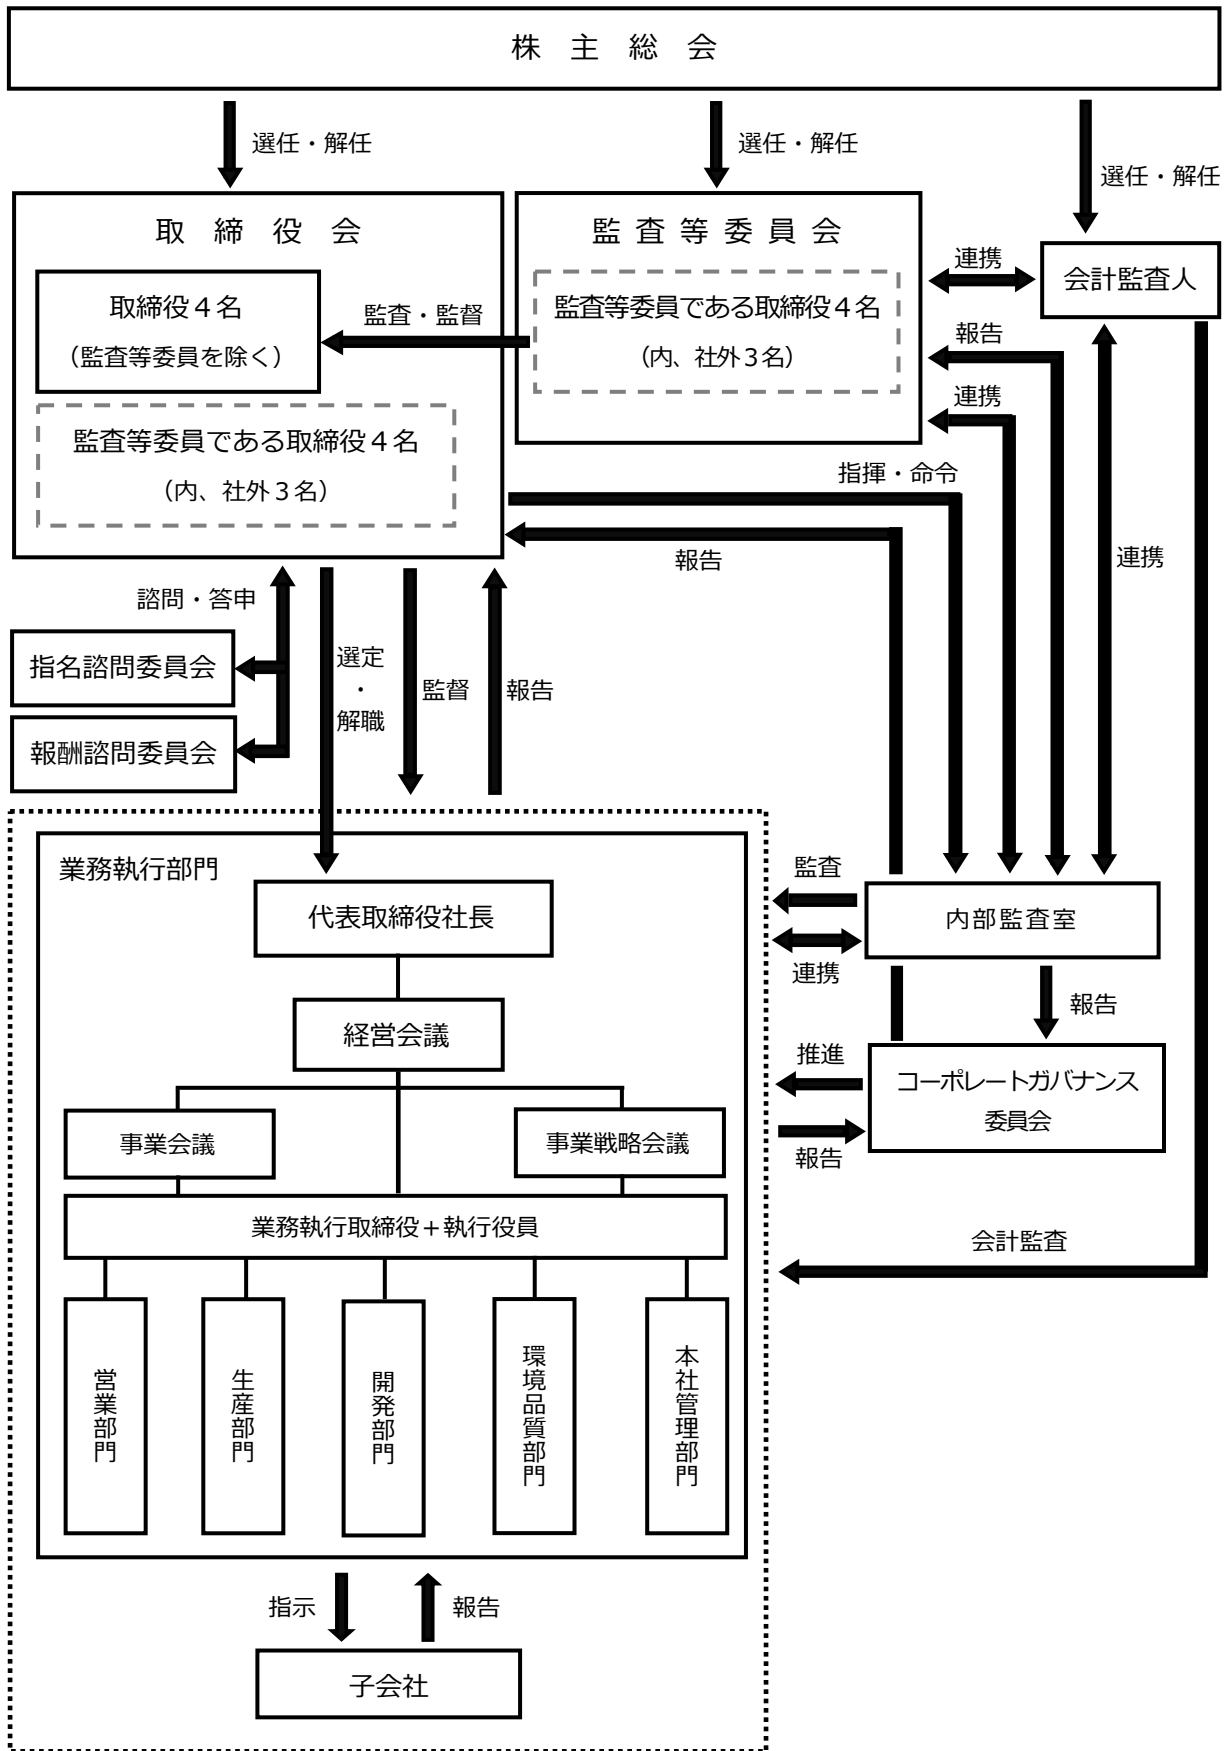 株主総会
選任・解任
選任・解任
選任・解任
取締役会
取締役４名
（監査等委員を除く）
監査等委員である取締役４名
（内、社外３名）
監査・監督
監査等委員会
監査等委員である取締役４名
（内、社外３名）
連携
会計監査人
報告
連携
指揮・命令
報告
連携
諮問・答申
指名諮問委員会
報酬諮問委員会
選定
・
解職
監督
報告
業務執行部門
代表取締役社長
経営会議
事業会議
事業戦略会議
業務執行取締役＋執行役員
営業部門
生産部門
開発部門
環境品質部門
本社管理部門
監査
連携
内部監査室
報告
推進
報告
コーポレートガバナンス
委員会
会計監査
指示
報告
子会社